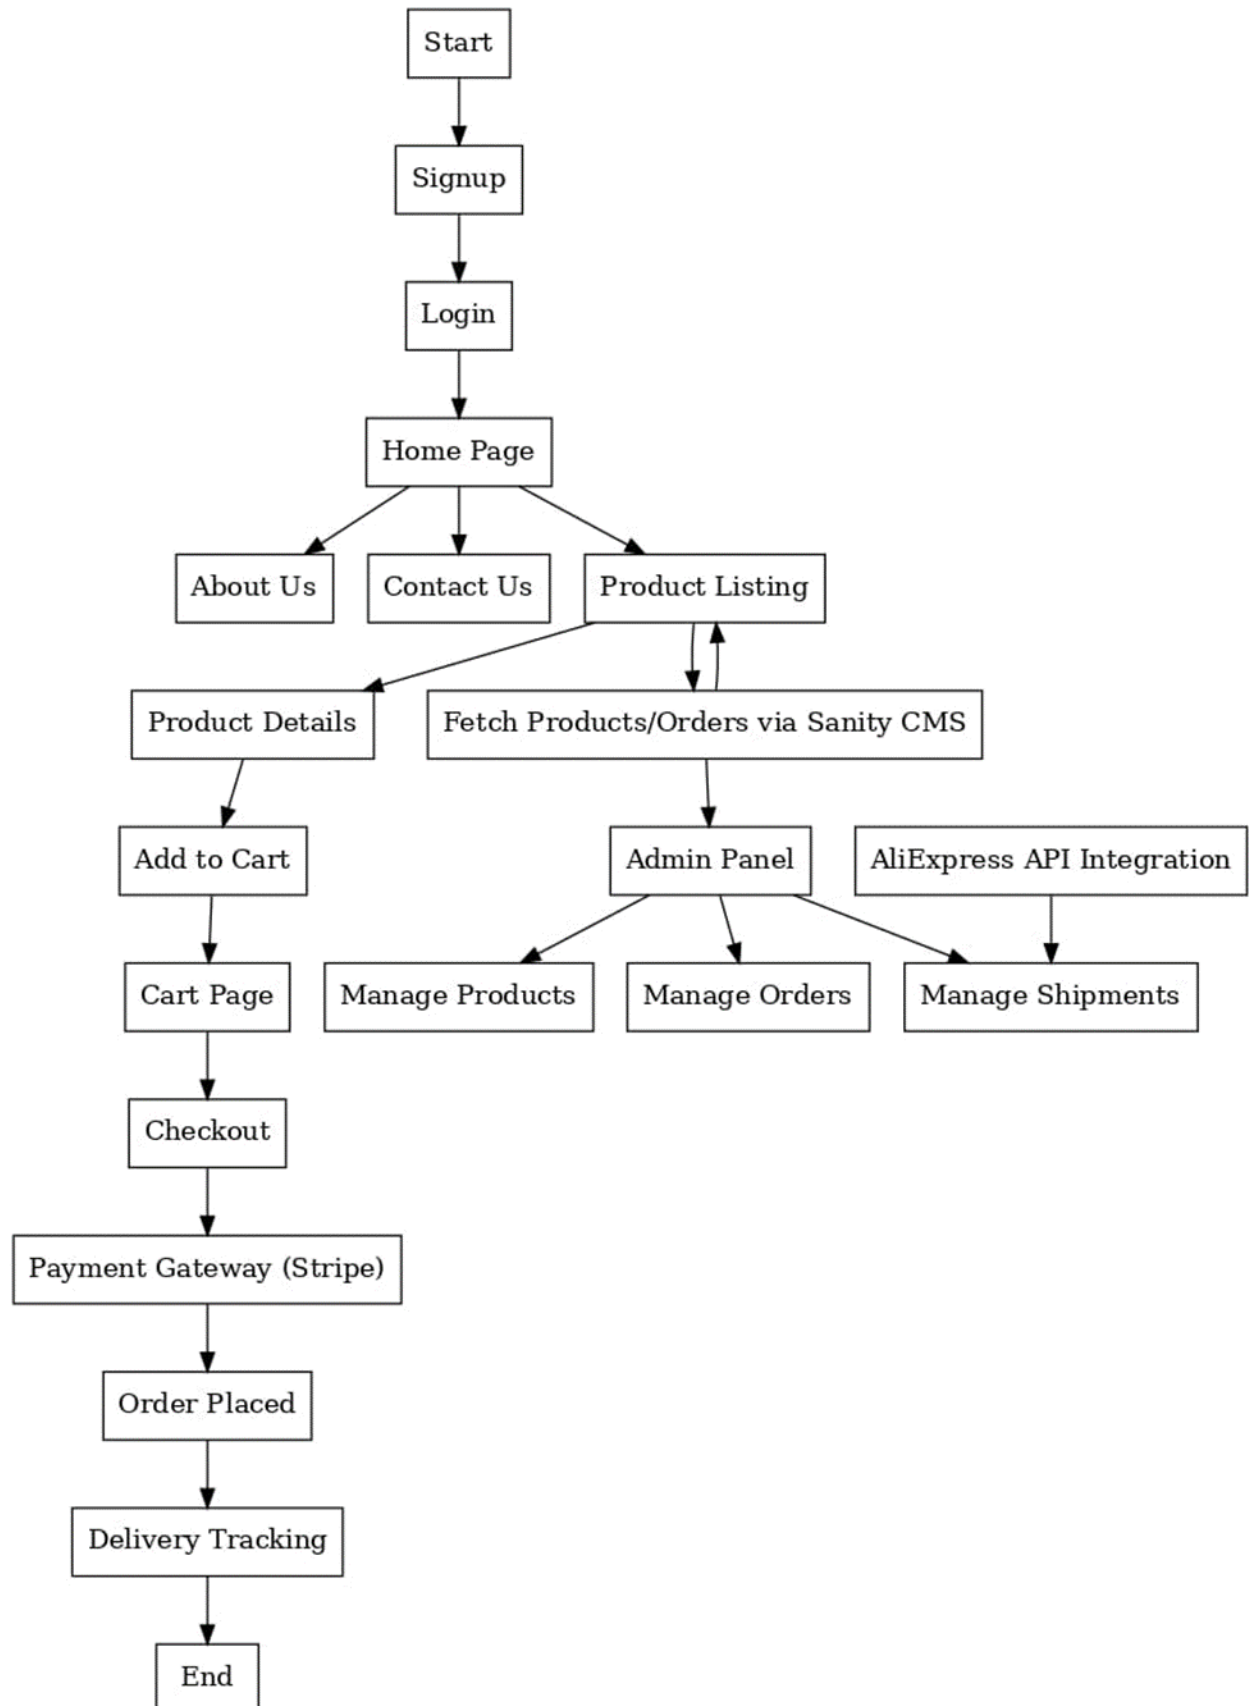 Start
Signup
Login
Home Page
About Us
Contact Us
Product Listing
Product Details
Fetch Products/Orders via Sanity CMS
Add to Cart
Admin Panel
AliExpress API Integration
Cart Page
Manage Products
Manage Orders
Manage Shipments
Checkout
Payment Gateway (Stripe)
Order Placed
Delivery Tracking
End